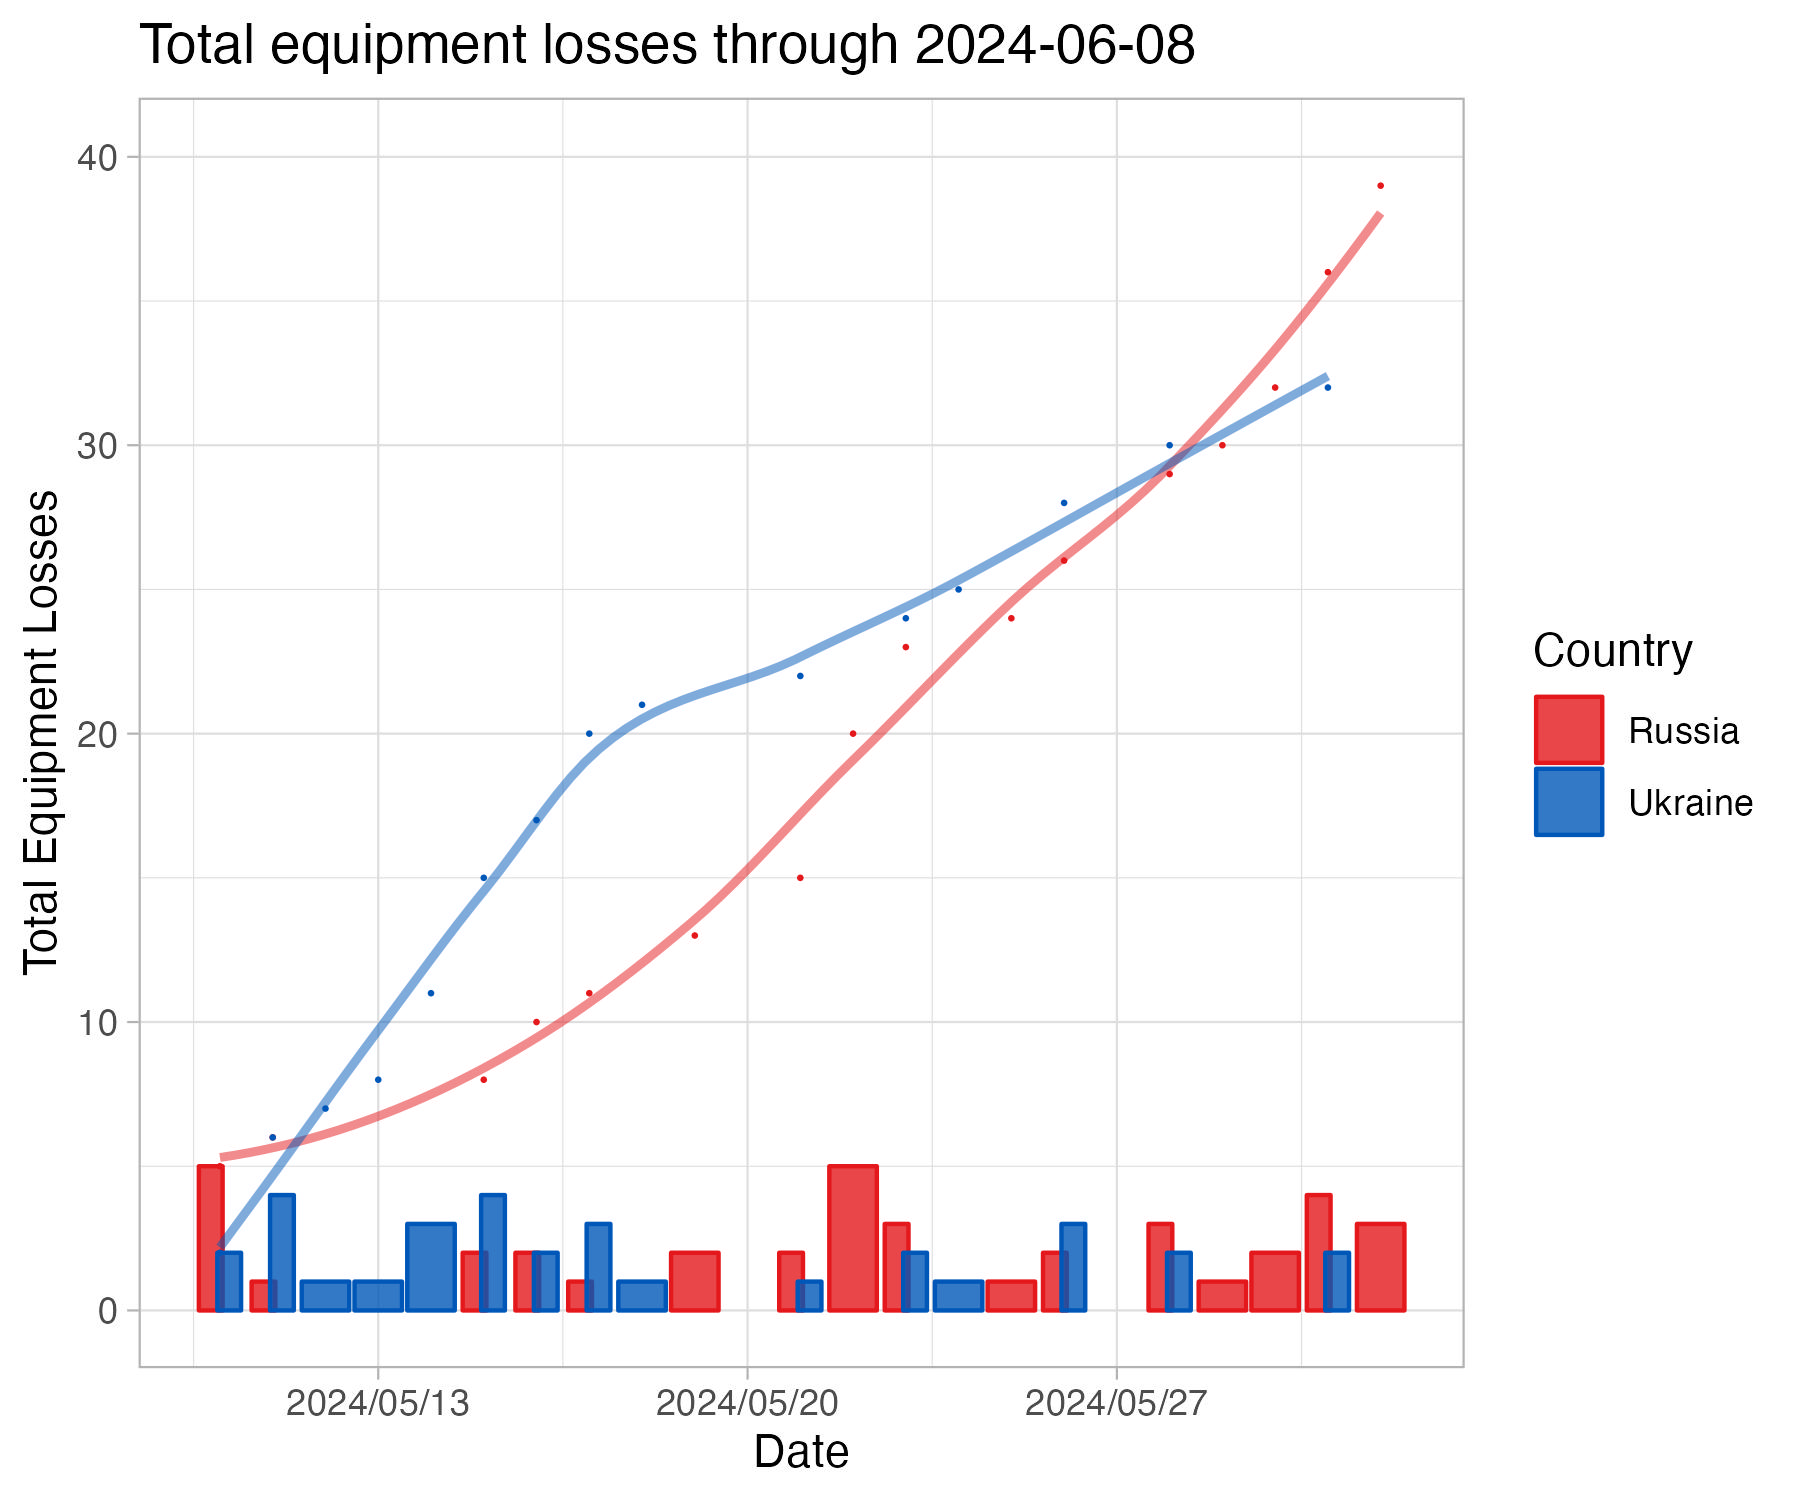 Total equipment losses through 2024-06-08
Total Equipment Losses
40
30
20
10
0
2024/05/13
2024/05/20
2024/05/27
Date
Country
Russia
Ukraine